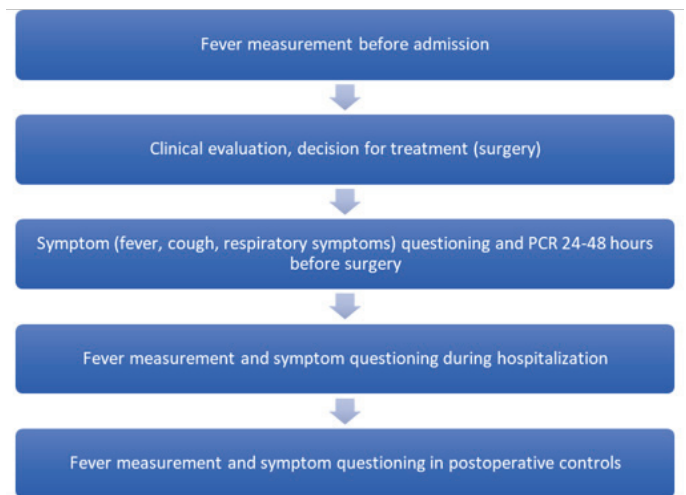 Fever measurement before admission
Clinical evaluation, decision for treatment (surgery)
Symptom (fever, cough, respiratory symptoms) questioning and PCR 24-48 hours
before surgery
Fever measurement and symptom questioning during hospitalization
Fever measurement and symptom questioning in postoperative controls